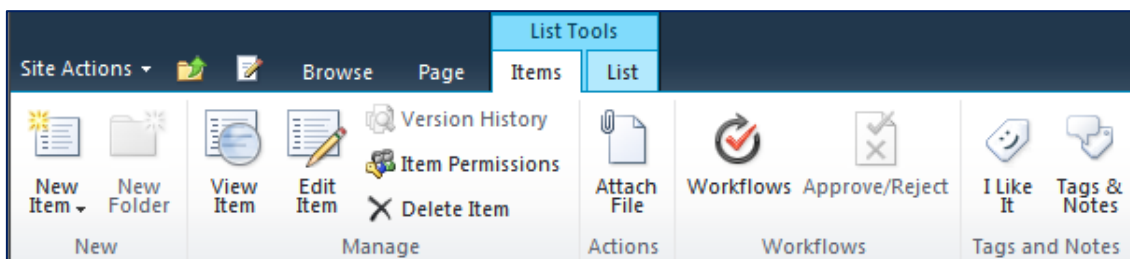 List Tools
Site Actions Browse Page Items List
Version History
Item Permissions
Delete Item
New Item
New Folder
View Item
Edit Item
Attach File
Workflows
Approve/Reject
I Like It
Tags & Notes
New
Manage
Actions
Workflows
Tags and Notes